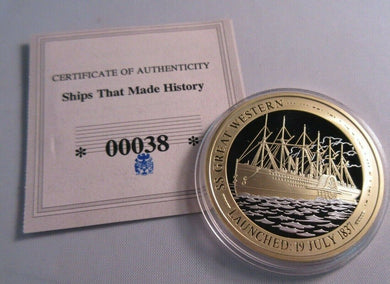 CERTIFICATE OF AUTHENTICITY
Ships That Made History
* 00038 *
SS GREAT WESTERN
LAUNCHED: 19 JULY 1837